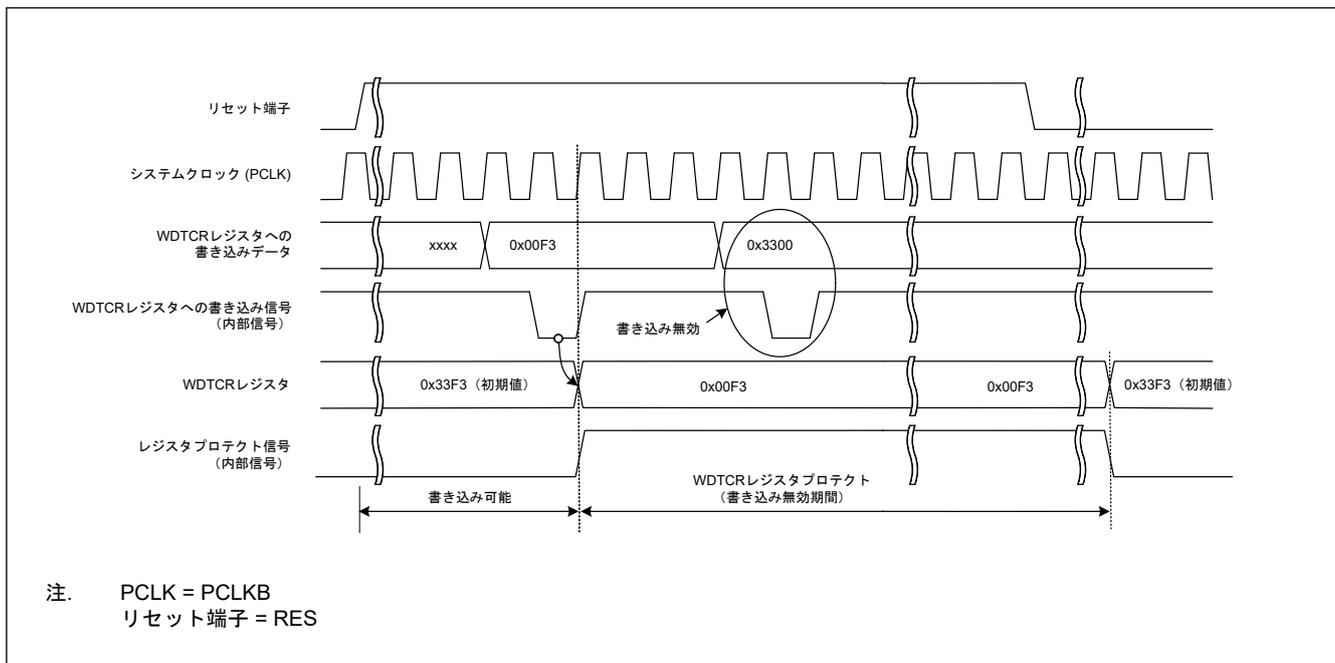 リセット端子
システムクロック (PCLK)
WDTCRレジスタへの
書き込みデータ
xxxx
0x00F3
0x3300
WDTCRレジスタへの書き込み信号
（内部信号）
書き込み無効
WDTCRレジスタ
0x33F3（初期値）
0x00F3
0x00F3
0x33F3（初期値）
レジスタプロテクト信号
（内部信号）
書き込み可能
WDTCRレジスタプロテクト
（書き込み無効期間）
注. PCLK = PCLKB
リセット端子 = RES